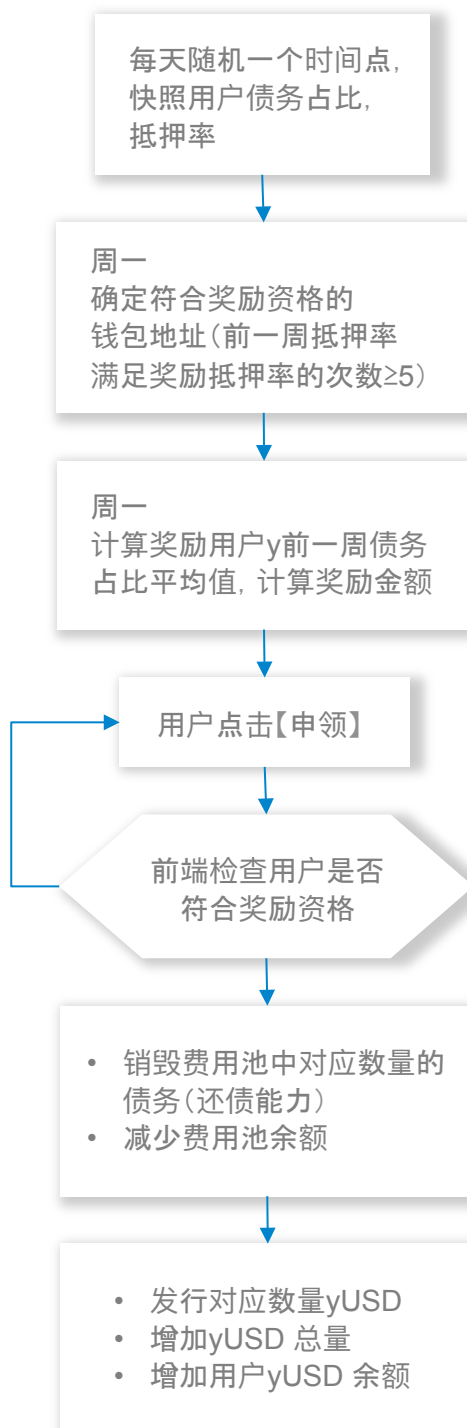 每天随机一个时间点，
快照用户债务占比，
抵押率
周一
确定符合奖励资格的
钱包地址（前一周抵押率
满足奖励抵押率的次数≥5）
周一
计算奖励用户y前一周债务
占比平均值，计算奖励金额
用户点击【申领】
前端检查用户是否
符合奖励资格
• 销毁费用池中对应数量的
债务（还债能力）
• 减少费用池余额
• 发行对应数量yUSD
• 增加yUSD 总量
• 增加用户yUSD 余额